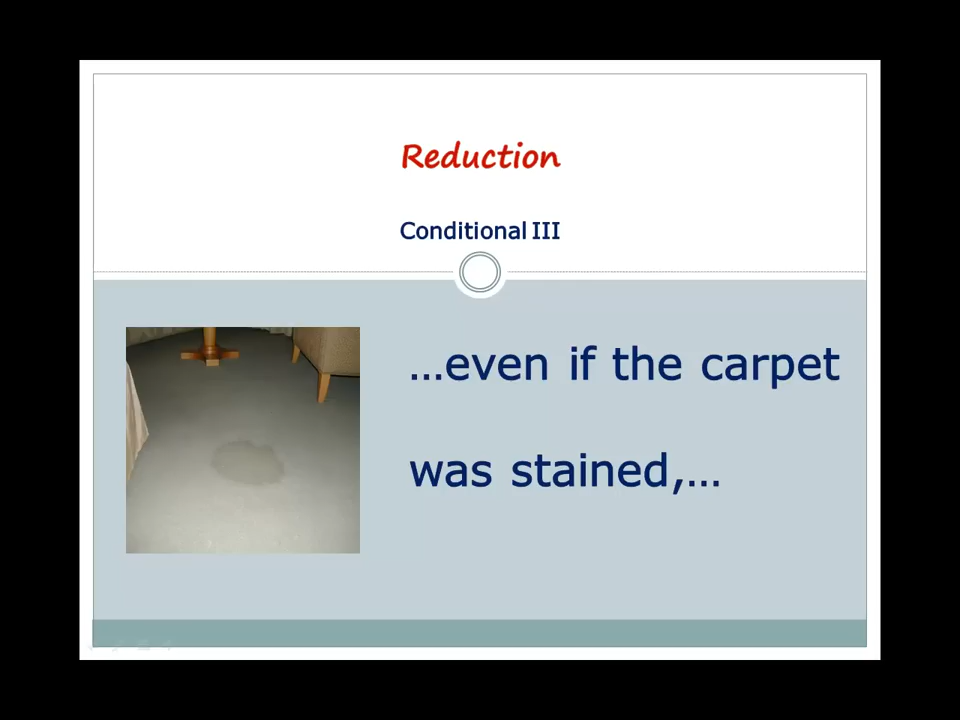 Reduction
Conditional III
...even if the carpet
was stained,...